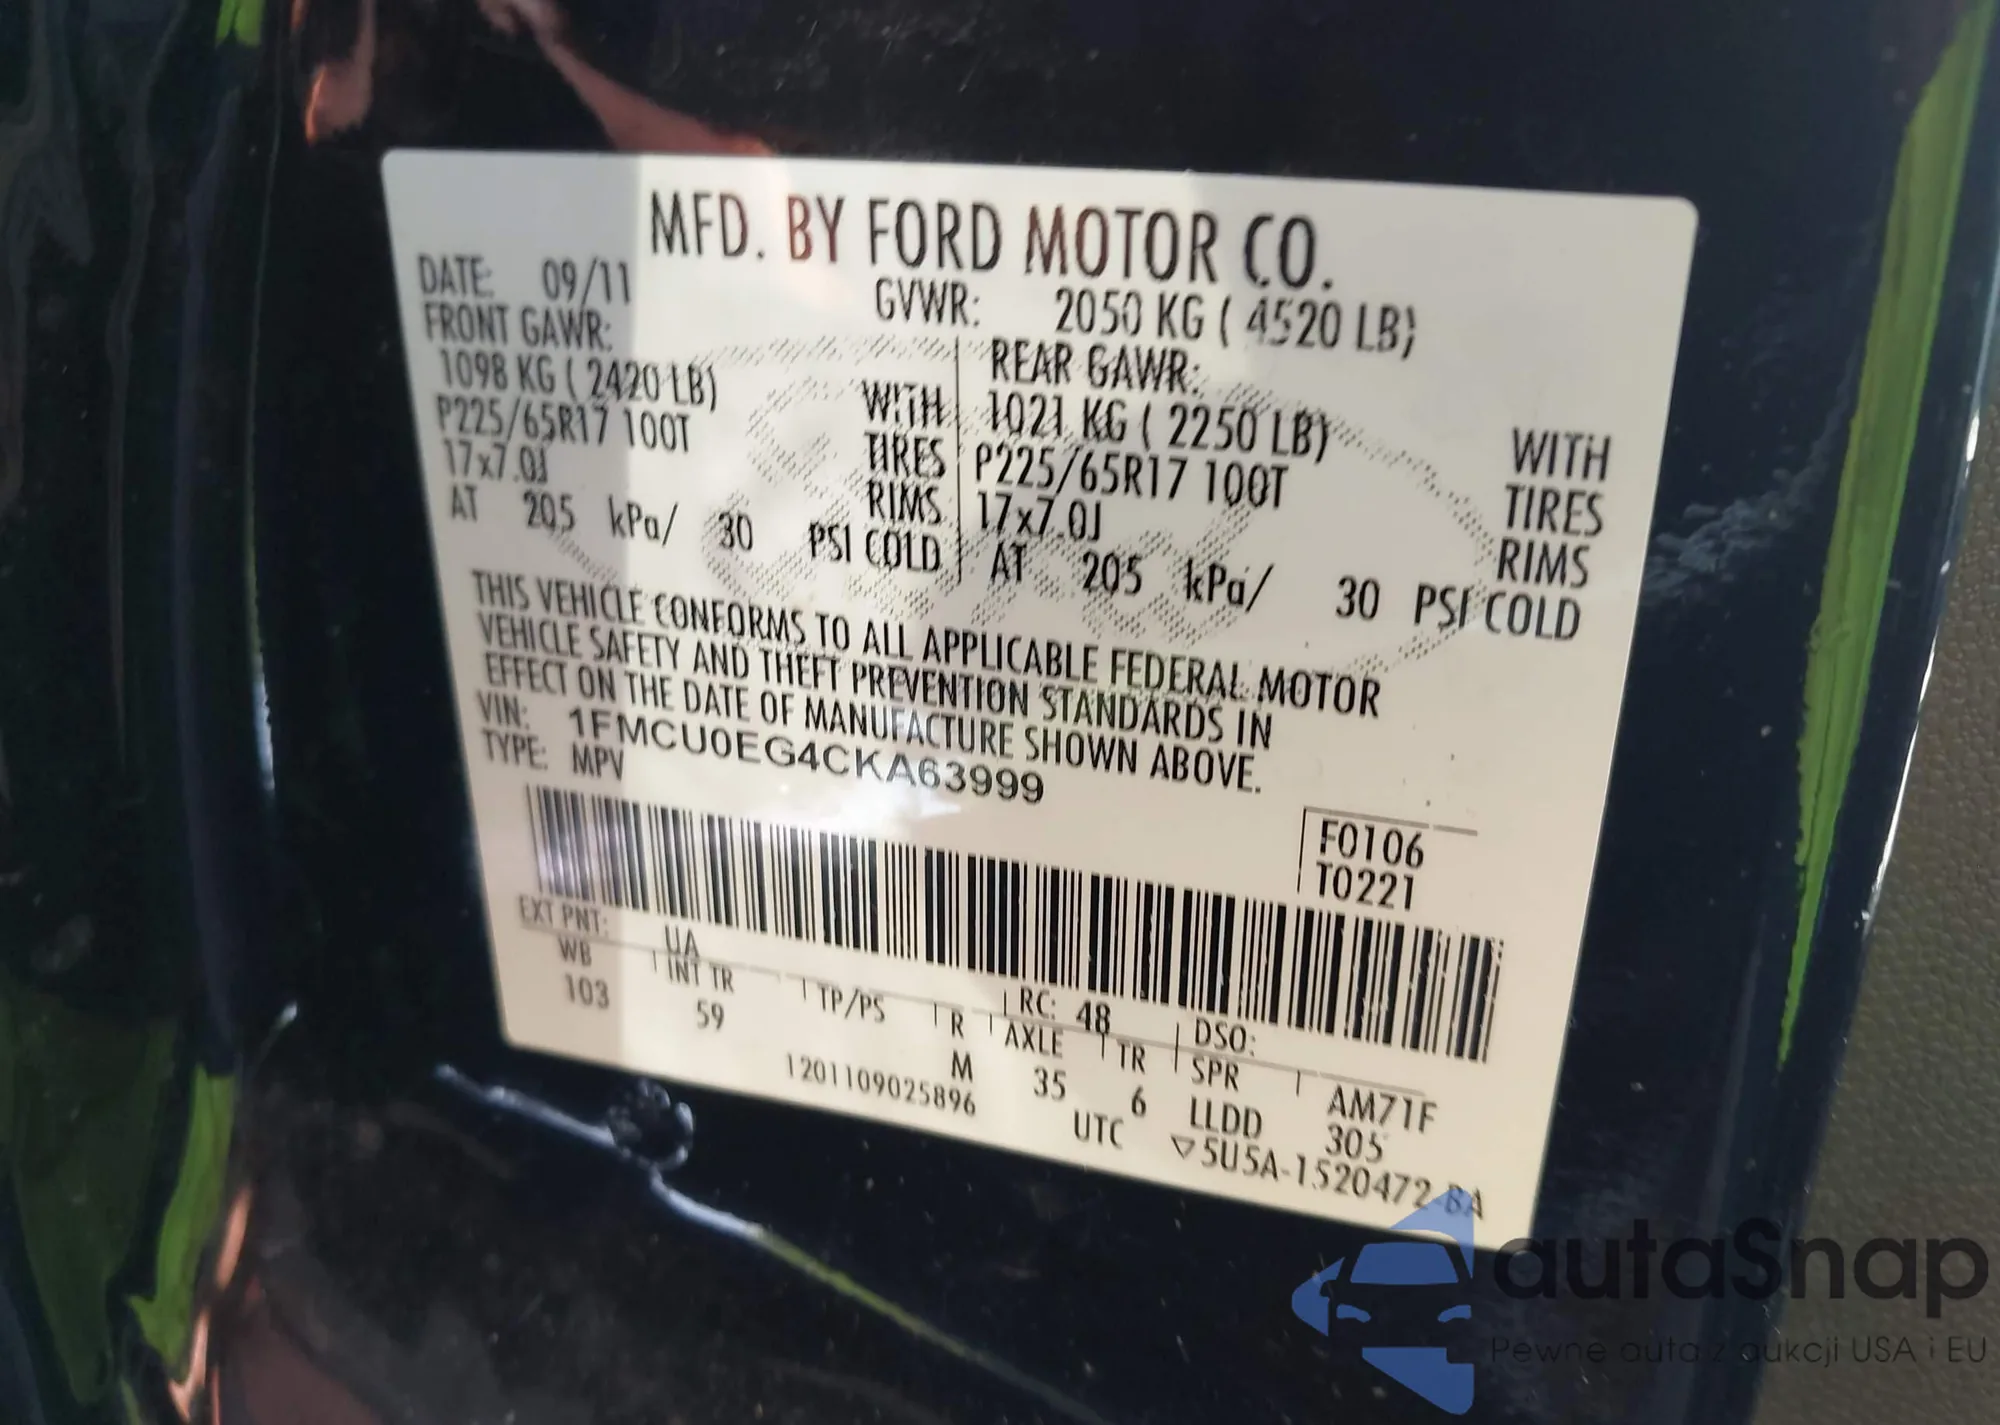 MFD. BY FORD MOTOR CO.
DATE: 09/11 GVWR: 2050 KG ( 4520 LB)
FRONT GAWR: REAR GAWR:
1098 KG ( 2420 LB) WITH 1021 KG ( 2250 LB) WITH
P225/65R17 100T TIRES P225/65R17 100T TIRES
17x7.0J RIMS 17x7.0J RIMS
AT 205 kPa/ 30 PSI COLD AT 205 kPa/ 30 PSI COLD
THIS VEHICLE CONFORMS TO ALL APPLICABLE FEDERAL MOTOR
VEHICLE SAFETY AND THEFT PREVENTION STANDARDS IN
EFFECT ON THE DATE OF MANUFACTURE SHOWN ABOVE.
VIN: 1FMCU0EG4CKA63999
TYPE: MPV
F0106
T0221
EXT PNT: UA RC: 48 DSO:
WB INT TR TP/PS R AXLE TR SPR AM71F
103 59 M 35 6 LLDD 305
1201109025896 UTC ▽5U5A-1520472-BA
autaSnap
Pewne auta z aukcji USA i EU